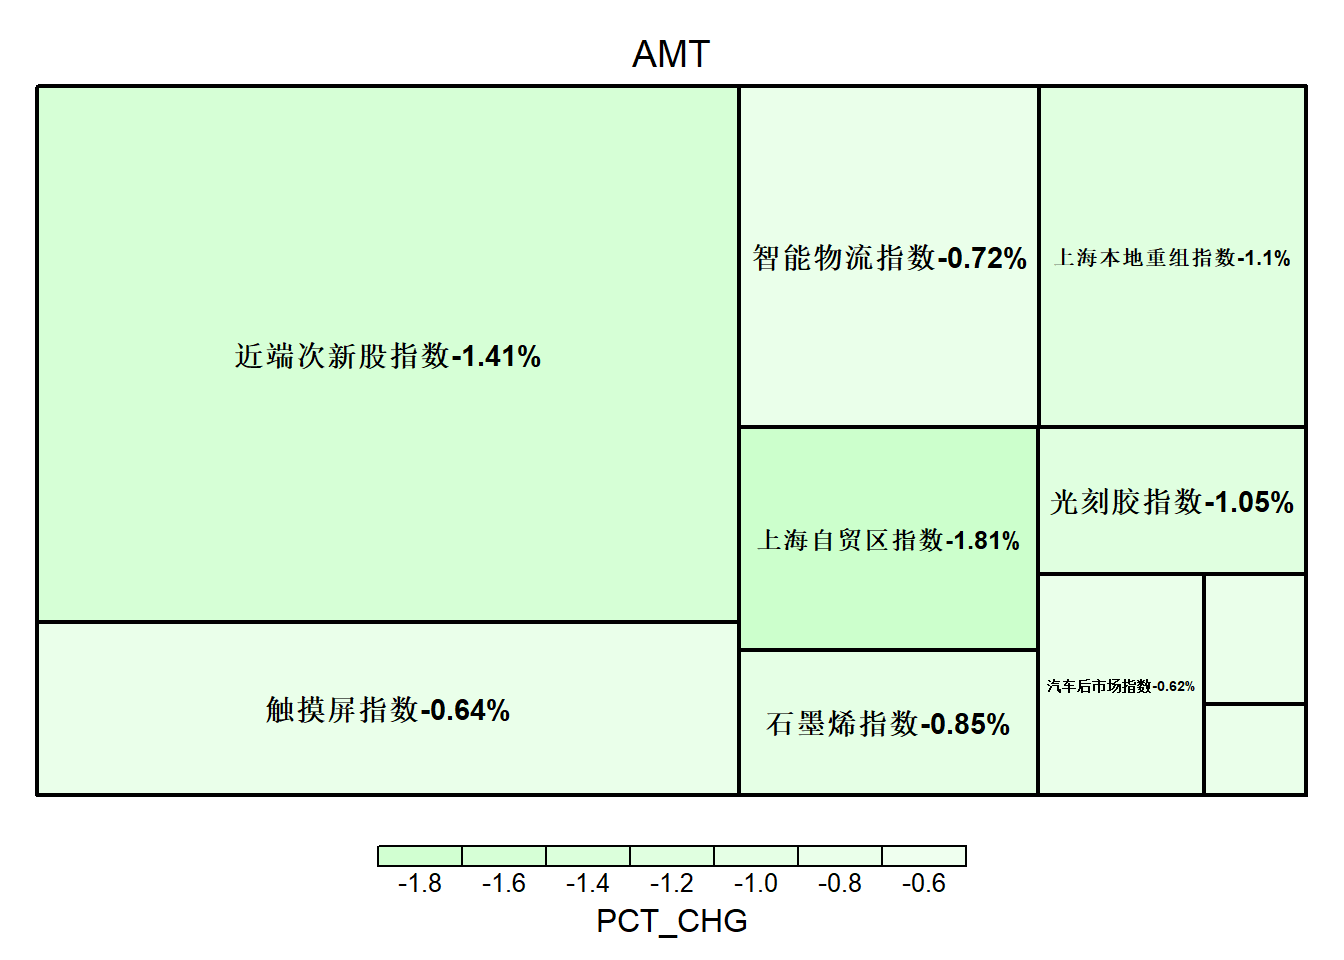 AMT
近端次新股指数-1.41%
触摸屏指数-0.64%
智能物流指数-0.72%
上海本地重组指数-1.1%
上海自贸区指数-1.81%
石墨烯指数-0.85%
光刻胶指数-1.05%
汽车后市场指数-0.62%
-1.8 -1.6 -1.4 -1.2 -1.0 -0.8 -0.6
PCT_CHG